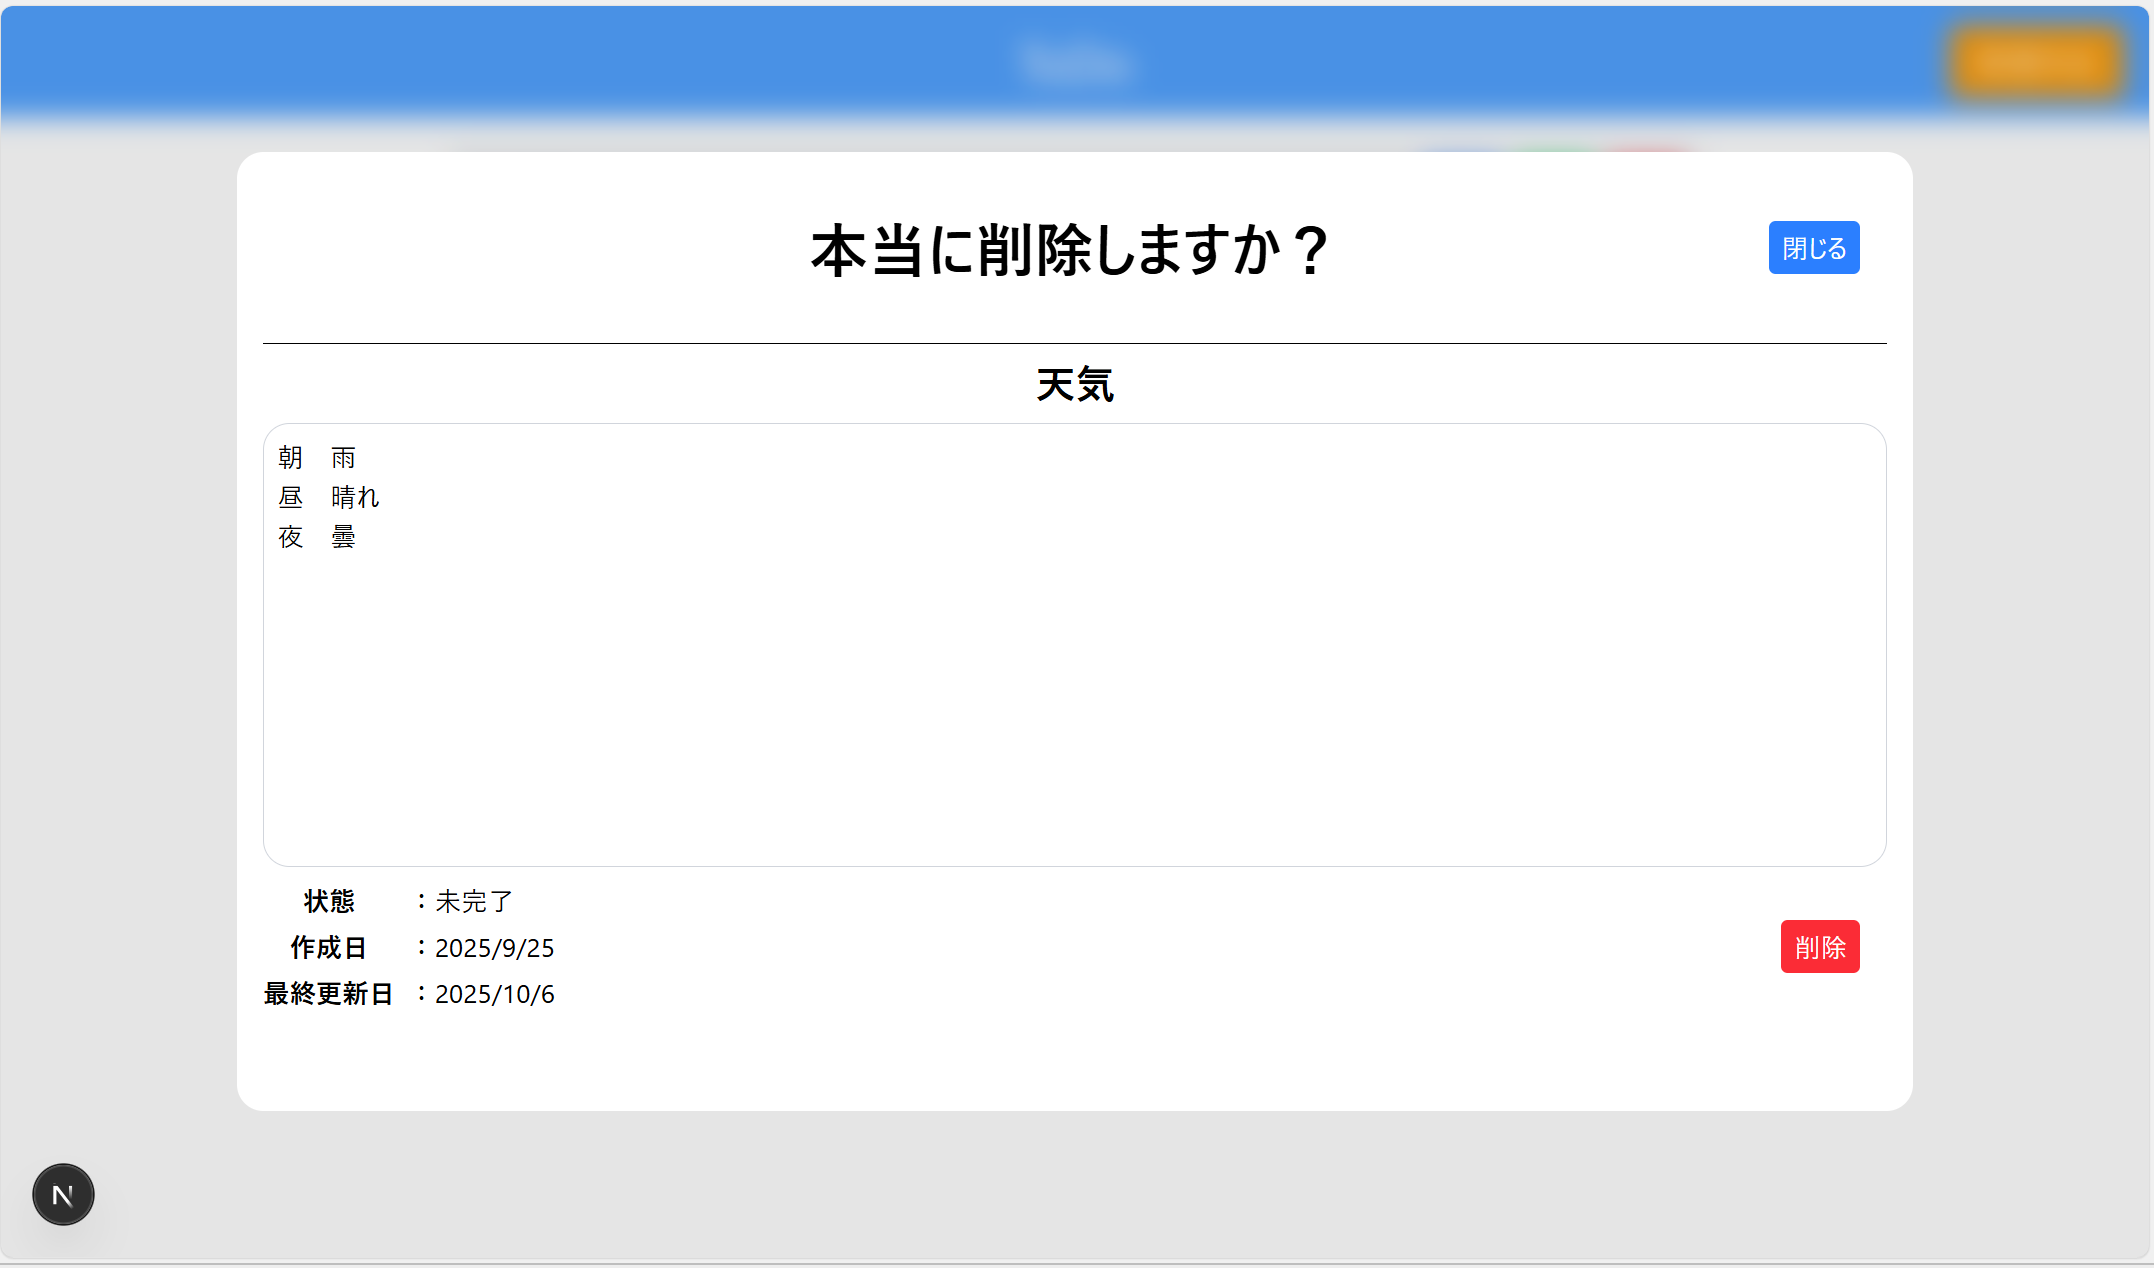 本当に削除しますか？
閉じる
天気
朝　雨
昼　晴れ
夜　曇
状態　：未完了
作成日　：2025/9/25
最終更新日　：2025/10/6
削除
N